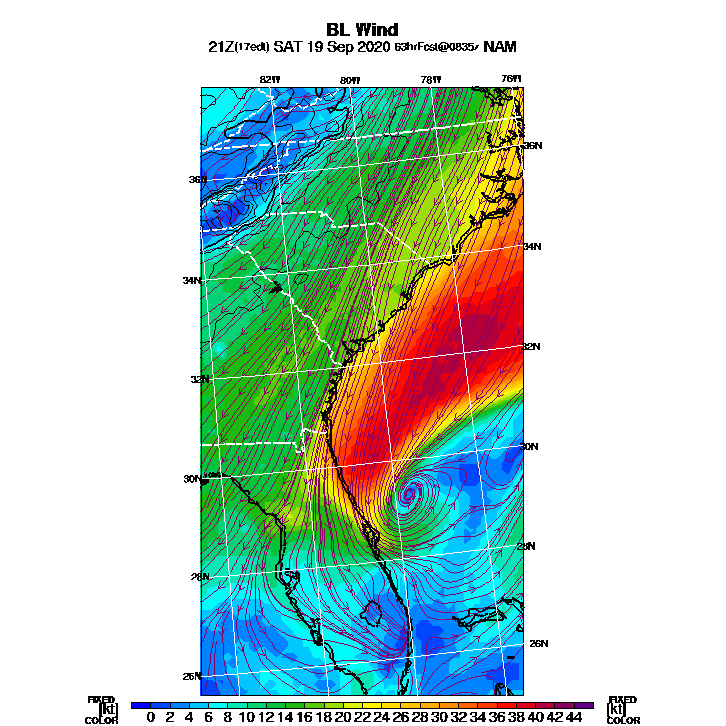 BL Wind
21Z(17edt) SAT 19 Sep 2020 63hrFcst@0835z NAM
82W 80W 78W 76W
36N
36N
34N
34N
32N
32N
30N
30N
28N
28N
26N
26N
FIXED FIXED
[kt] 0 2 4 6 8 10 12 14 16 18 20 22 24 26 28 30 32 34 36 38 40 42 44 [kt]
COLOR COLOR